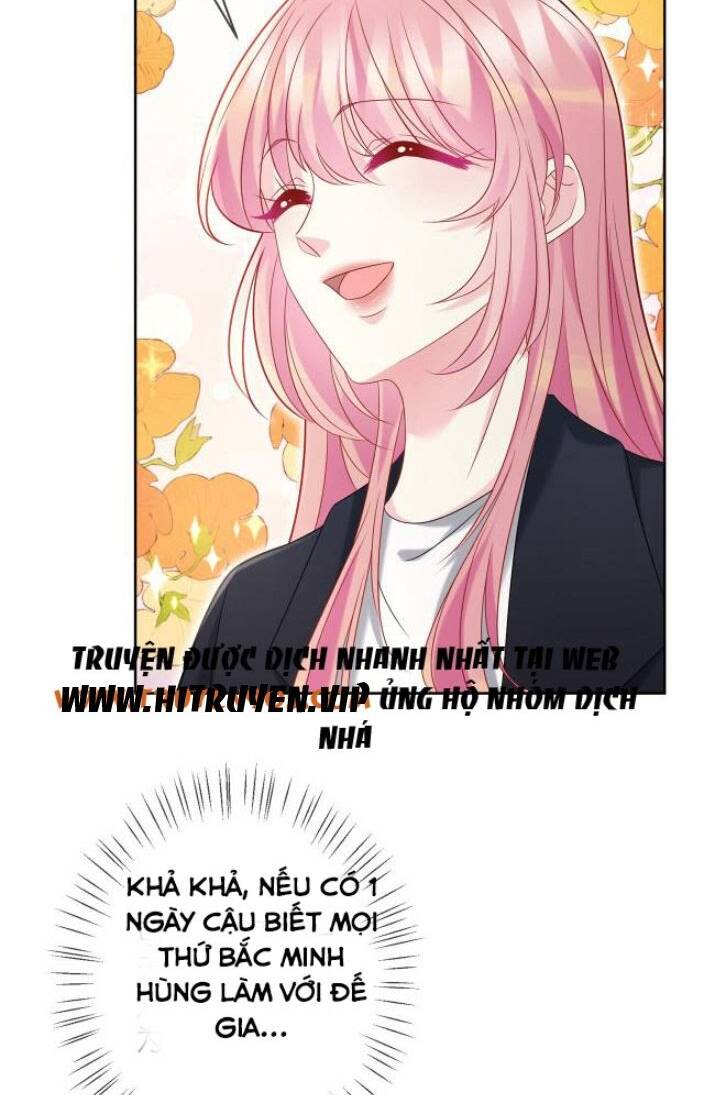 TRUYỆN ĐƯỢC DỊCH NHANH NHẤT TẠI WEB
WWW.HITRUYEN.VIP ỦNG HỘ NHÓM DỊCH
NHÁ
KHẢ KHẢ, NẾU CÓ 1
NGÀY CẬU BIẾT MỌI
THỨ BẮC MINH
HÙNG LÀM VỚI ĐẾ
GIA...